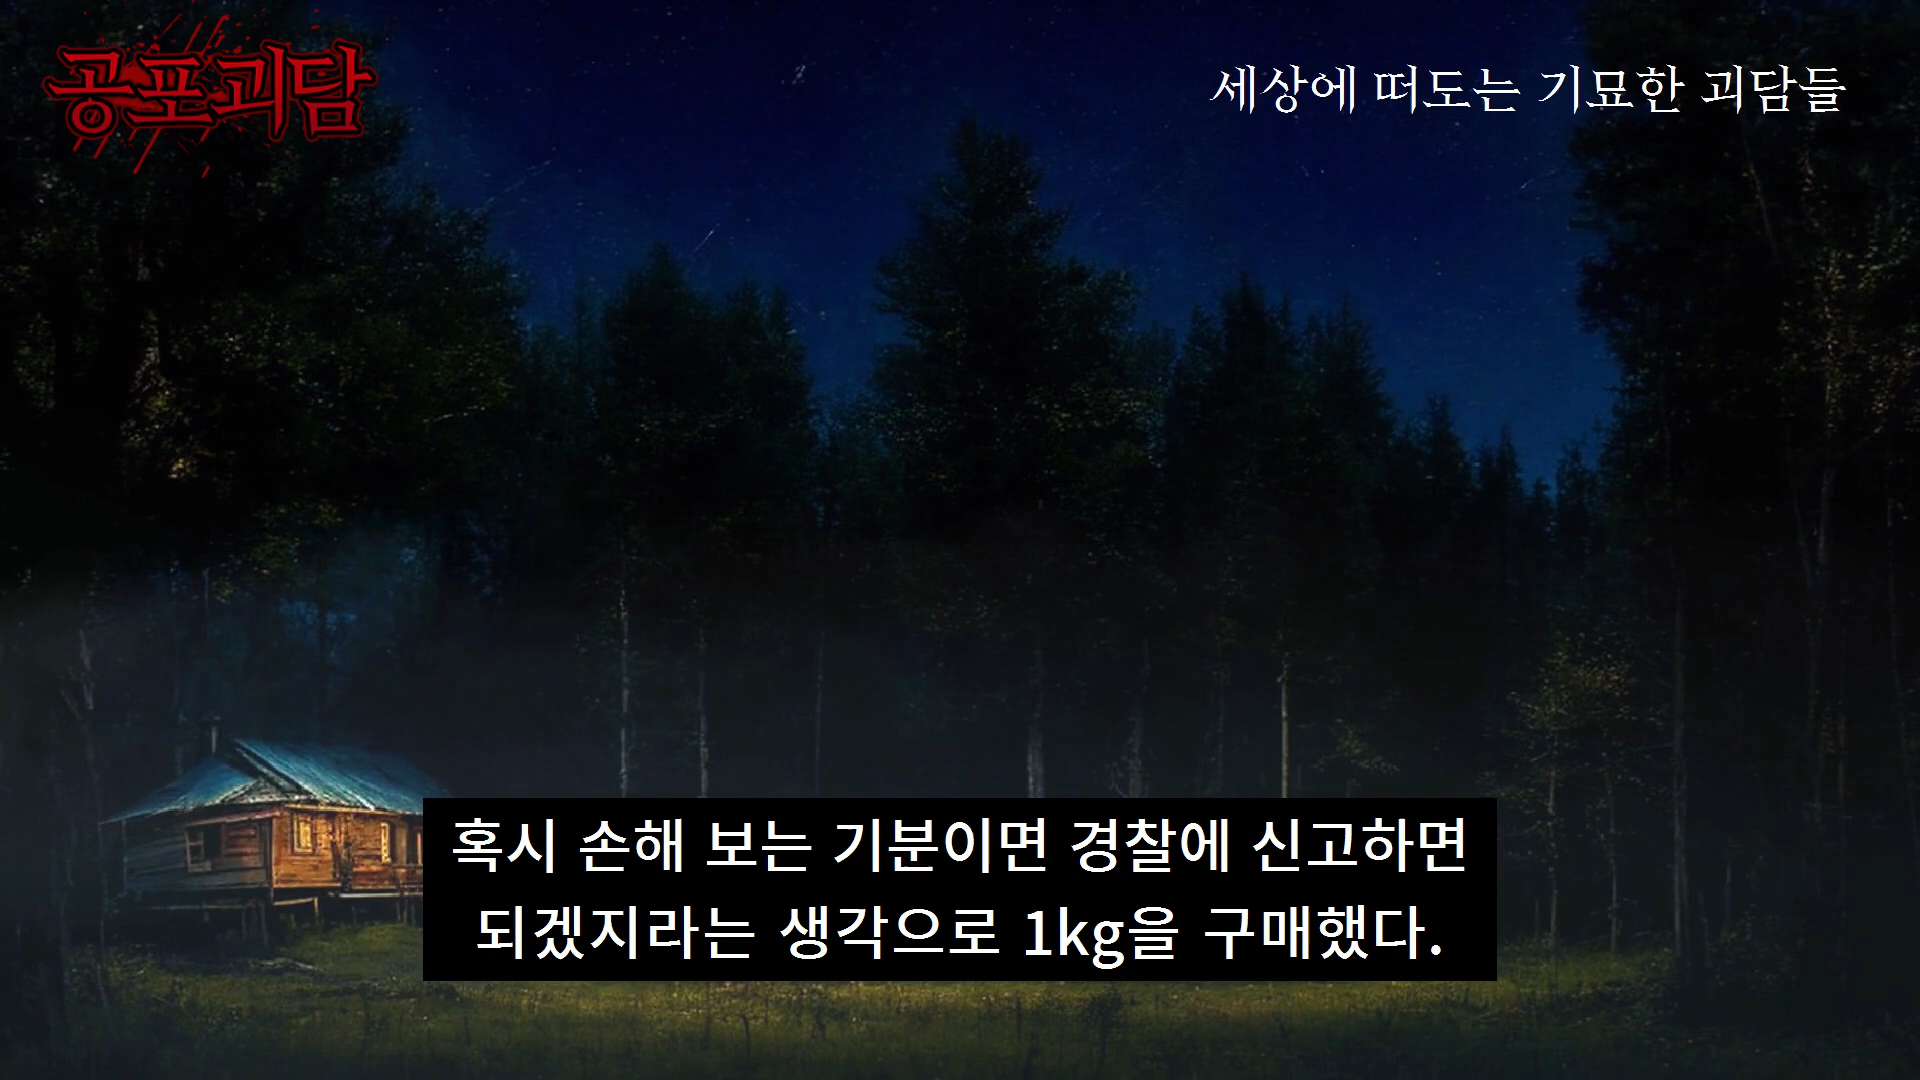 공포괴담
세상에 떠도는 기묘한 괴담들
혹시 손해 보는 기분이면 경찰에 신고하면
되겠지라는 생각으로 1kg을 구매했다.